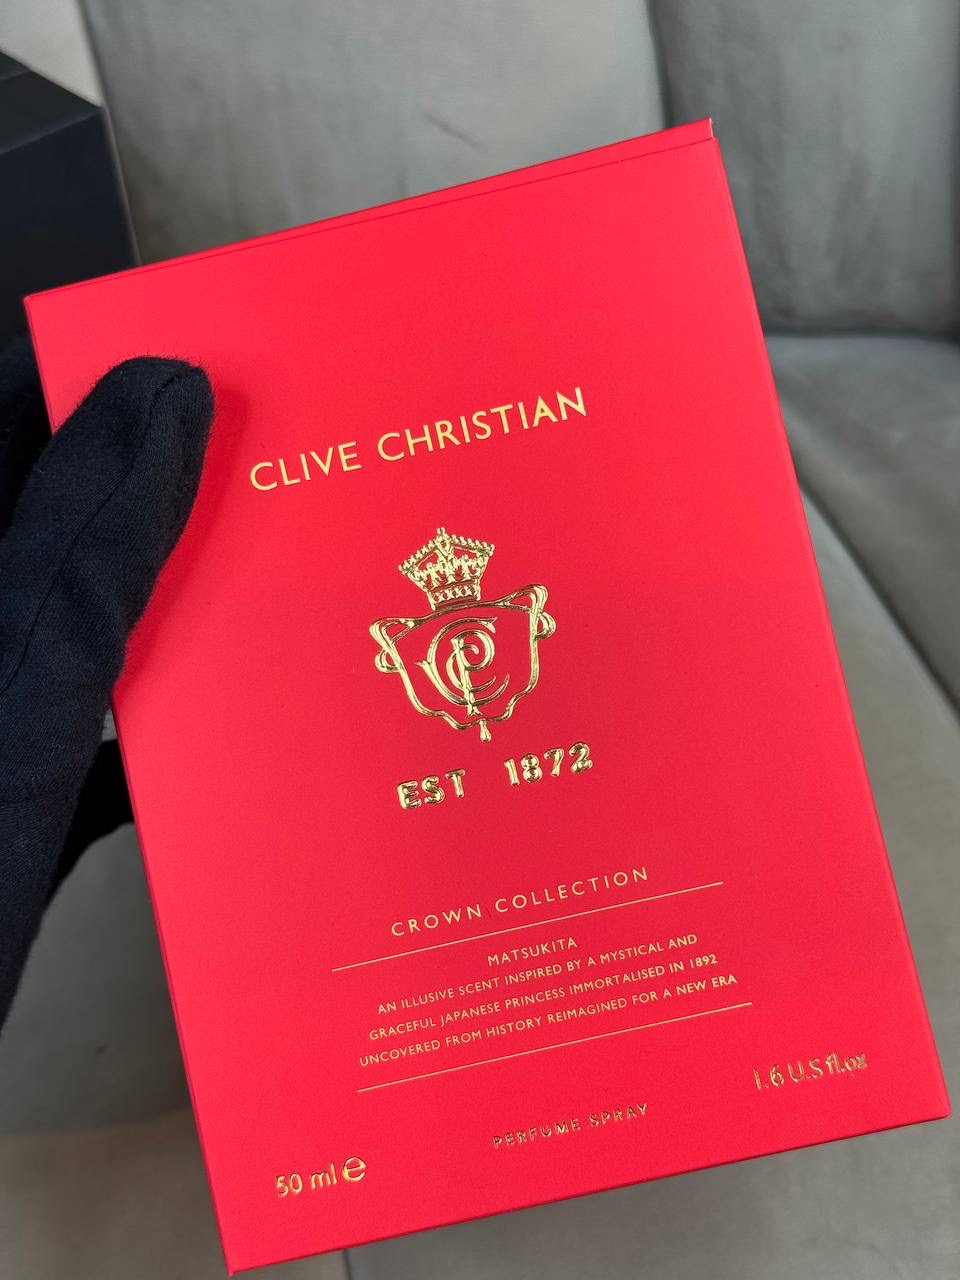 CLIVE CHRISTIAN
EST 1872
CROWN COLLECTION
MATSUKITA
AN ILLUSIVE SCENT INSPIRED BY A MYSTICAL AND
GRACEFUL JAPANESE PRINCESS IMMORTALISED IN 1892
UNCOVERED FROM HISTORY REIMAGINED FOR A NEW ERA
PERFUME SPRAY
50 ml e
1.6 U.S fl.oz